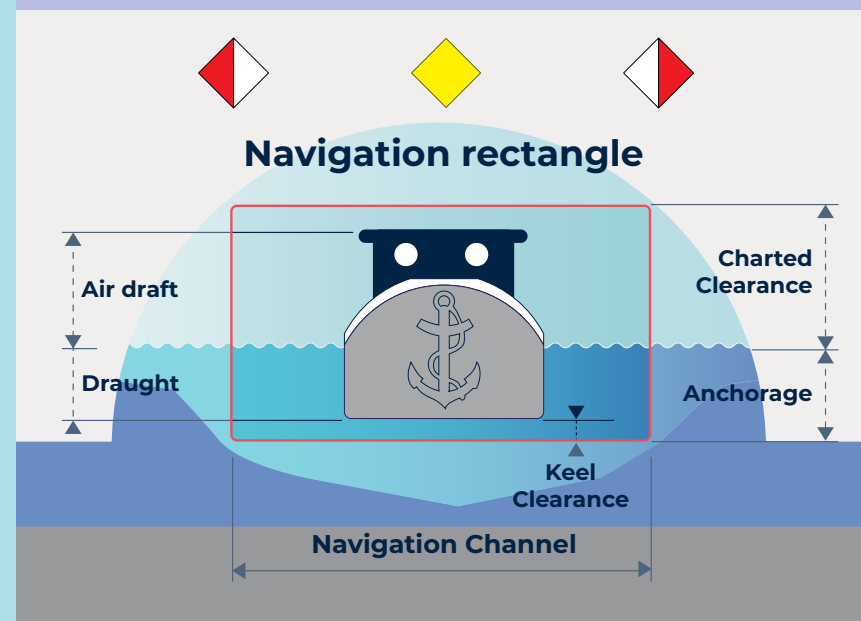 Navigation rectangle
Air draft
Charted
Clearance
Draught
Anchorage
Keel
Clearance
Navigation Channel